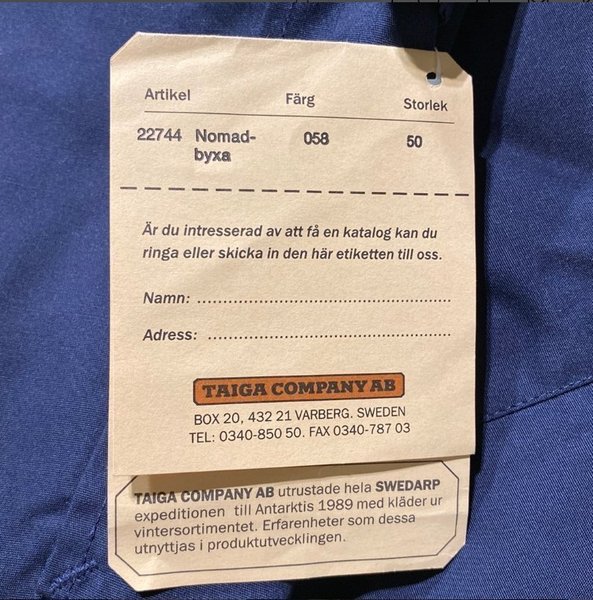 Artikel Färg Storlek
22744 Nomad- 058 50
byxa
Är du intresserad av att få en katalog kan du
ringa eller skicka in den här etiketten till oss.
Namn: ........................................
Adress: ........................................
TAIGA COMPANY AB
BOX 20, 432 21 VARBERG. SWEDEN
TEL: 0340-850 50. FAX 0340-787 03
TAIGA COMPANY AB utrustade hela SWEDARP
expeditionen till Antarktis 1989 med kläder ur
vintersortimentet. Erfarenheter som dessa
utnyttjas i produktutvecklingen.